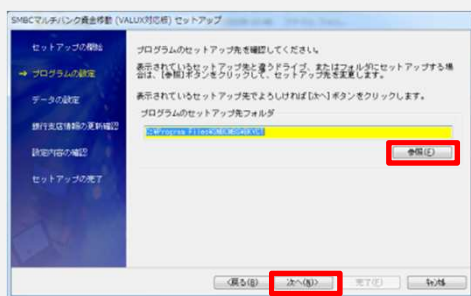 SMBCマルチバンク資金移動 (VALUX対応板) セットアップ
セットアップの開始
プログラムの設定
データの設定
銀行支店情報の更新確認
設定内容の確認
セットアップの完了
プログラムのセットアップ先を確認してください。
表示されているセットアップ先と違うドライブ、またはフォルダにセットアップする場
合は、[参照]ボタンをクリックして、セットアップ先を変更します。
表示されているセットアップ先でよろしければ[次へ]ボタンをクリックします。
プログラムのセットアップ先フォルダ
参照(F)
<戻る(B)
次へ(N)>
完了(F)
キャンセル